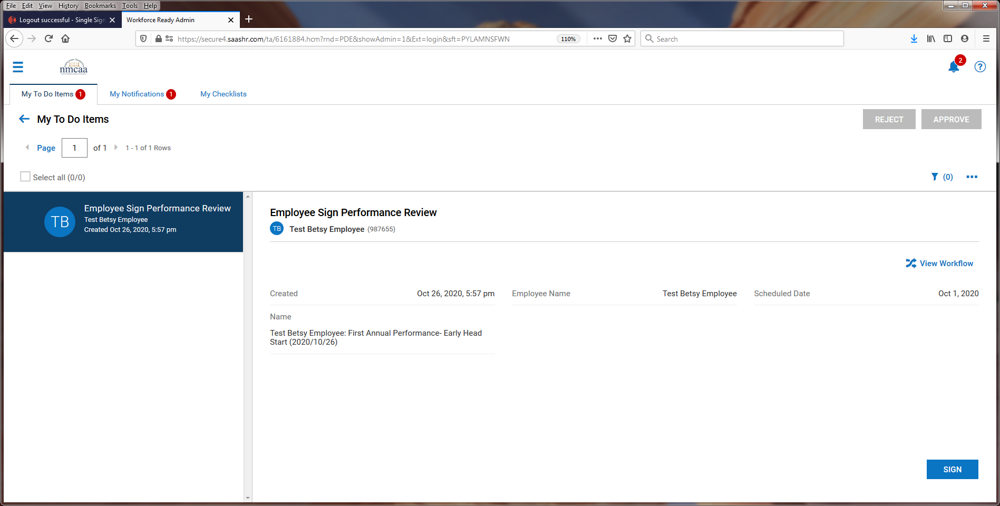 File Edit View History Bookmarks Tools Help
Logout successful - Single Sign
Workforce Ready Admin
https://secure4.saashr.com/ta/6161884.hcm?rnd=PDE&showAdmin=1&Ext=login&sft=PYLAMNSFWN
110%
Search
nmcaa
2
My To Do Items 1
My Notifications 1
My Checklists
My To Do Items
REJECT
APPROVE
Page 1 of 1
1 - 1 of 1 Rows
Select all (0/0)
(0)
TB
Employee Sign Performance Review
Test Betsy Employee
Created Oct 26, 2020, 5:57 pm
Employee Sign Performance Review
TB Test Betsy Employee (987655)
View Workflow
Created Oct 26, 2020, 5:57 pm
Employee Name Test Betsy Employee
Scheduled Date Oct 1, 2020
Name
Test Betsy Employee: First Annual Performance- Early Head
Start (2020/10/26)
SIGN